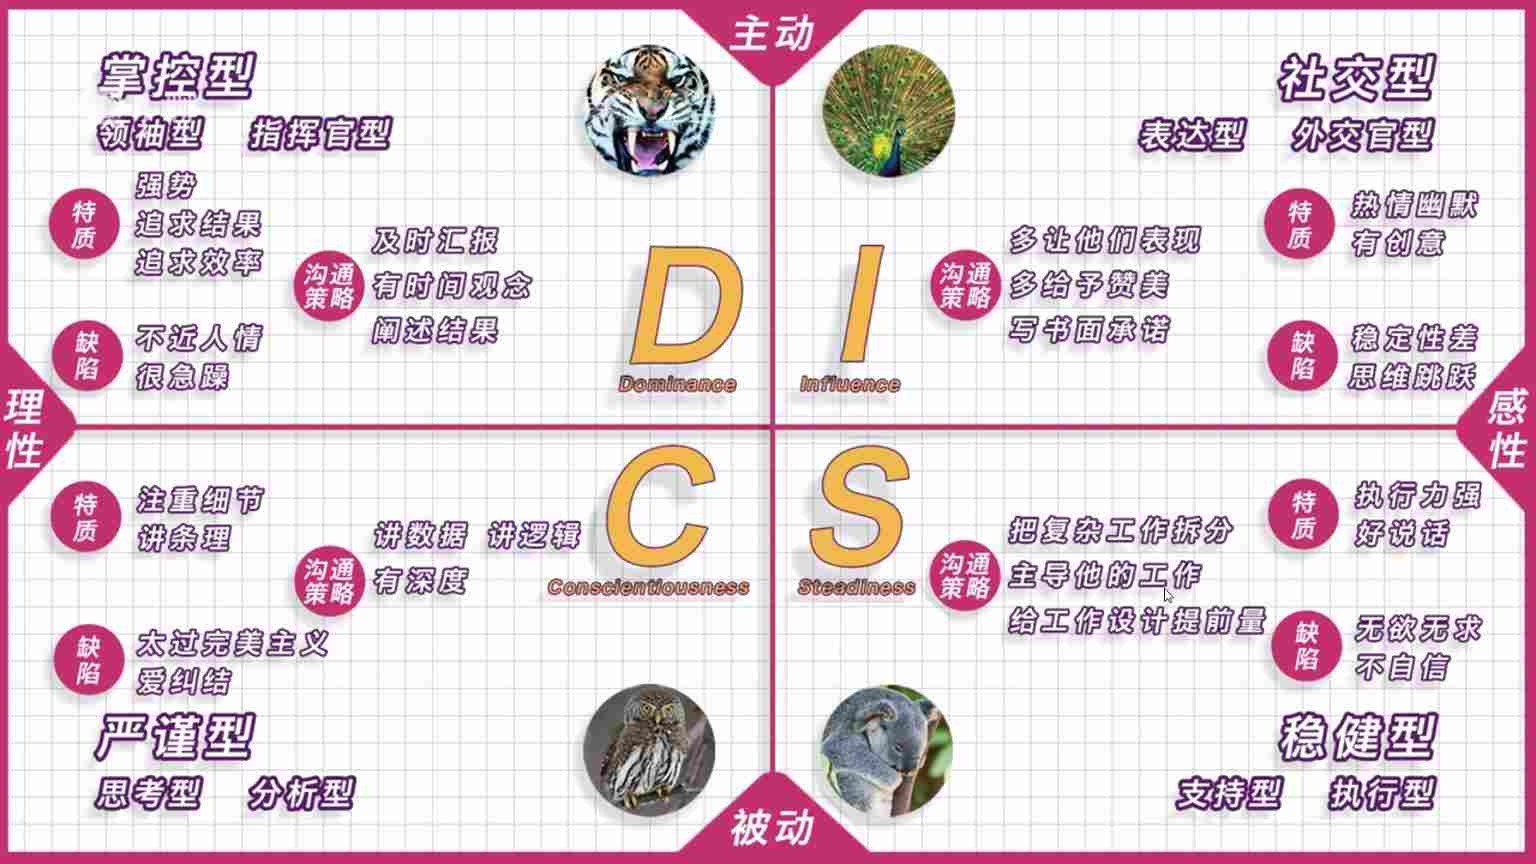 主动
掌控型
领袖型 指挥官型
特质
强势
追求结果
追求效率
沟通策略
及时汇报
有时间观念
阐述结果
缺陷
不近人情
很急躁
D
Dominance
社交型
表达型 外交官型
I
Influence
沟通策略
多让他们表现
多给予赞美
写书面承诺
特质
热情幽默
有创意
缺陷
稳定性差
思维跳跃
理性
感性
特质
注重细节
讲条理
沟通策略
讲数据 讲逻辑
有深度
C
Conscientiousness
缺陷
太过完美主义
爱纠结
严谨型
思考型 分析型
S
Steadiness
沟通策略
把复杂工作拆分
主导他的工作
给工作设计提前量
特质
执行力强
好说话
缺陷
无欲无求
不自信
稳健型
支持型 执行型
被动